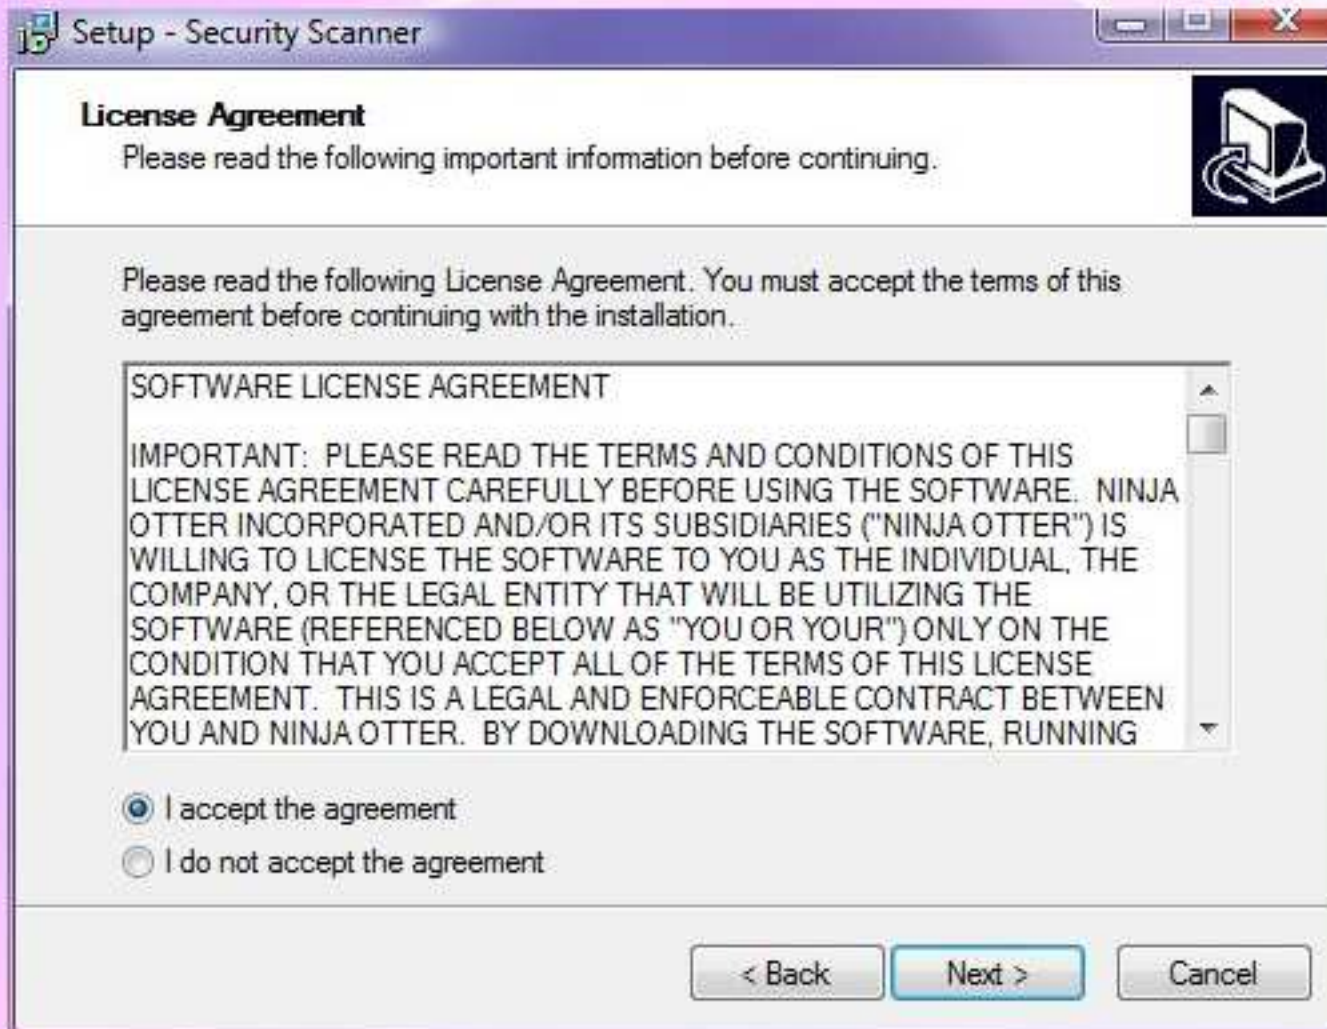 Setup - Security Scanner
License Agreement
Please read the following important information before continuing.
Please read the following License Agreement. You must accept the terms of this
agreement before continuing with the installation.
SOFTWARE LICENSE AGREEMENT
IMPORTANT:  PLEASE READ THE TERMS AND CONDITIONS OF THIS
LICENSE AGREEMENT CAREFULLY BEFORE USING THE SOFTWARE.  NINJA
OTTER INCORPORATED AND/OR ITS SUBSIDIARIES ("NINJA OTTER") IS
WILLING TO LICENSE THE SOFTWARE TO YOU AS THE INDIVIDUAL, THE
COMPANY, OR THE LEGAL ENTITY THAT WILL BE UTILIZING THE
SOFTWARE (REFERENCED BELOW AS "YOU OR YOUR") ONLY ON THE
CONDITION THAT YOU ACCEPT ALL OF THE TERMS OF THIS LICENSE
AGREEMENT.  THIS IS A LEGAL AND ENFORCEABLE CONTRACT BETWEEN
YOU AND NINJA OTTER.  BY DOWNLOADING THE SOFTWARE, RUNNING
I accept the agreement
I do not accept the agreement
< Back
Next >
Cancel